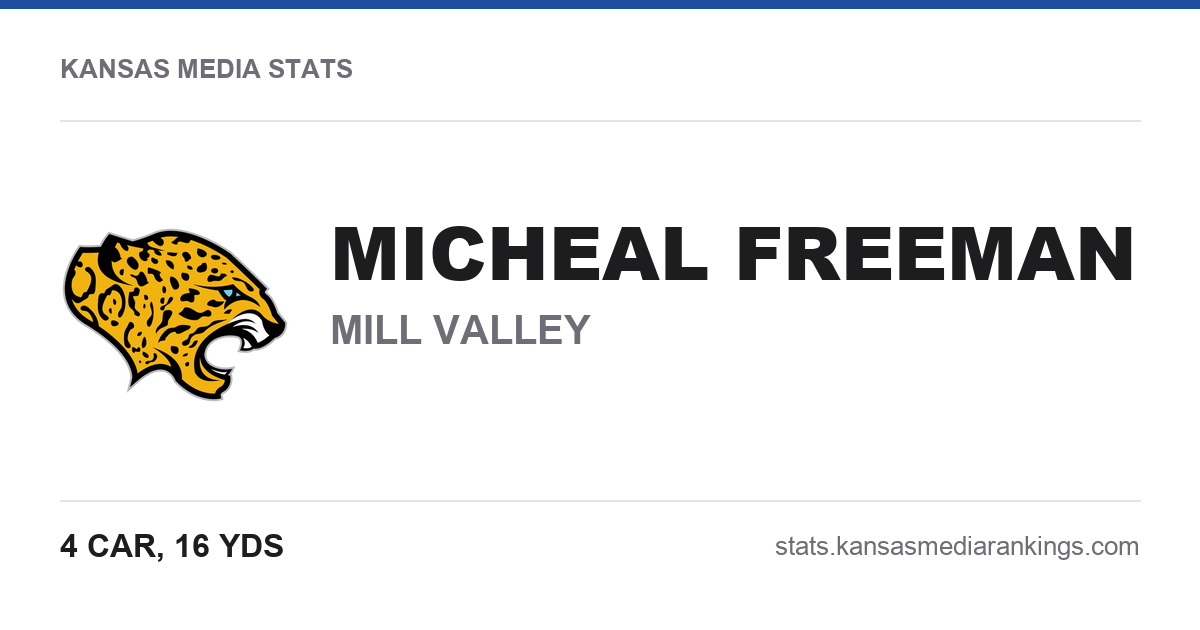 KANSAS MEDIA STATS
MICHEAL FREEMAN
MILL VALLEY
4 CAR, 16 YDS
stats.kansasmediarankings.com